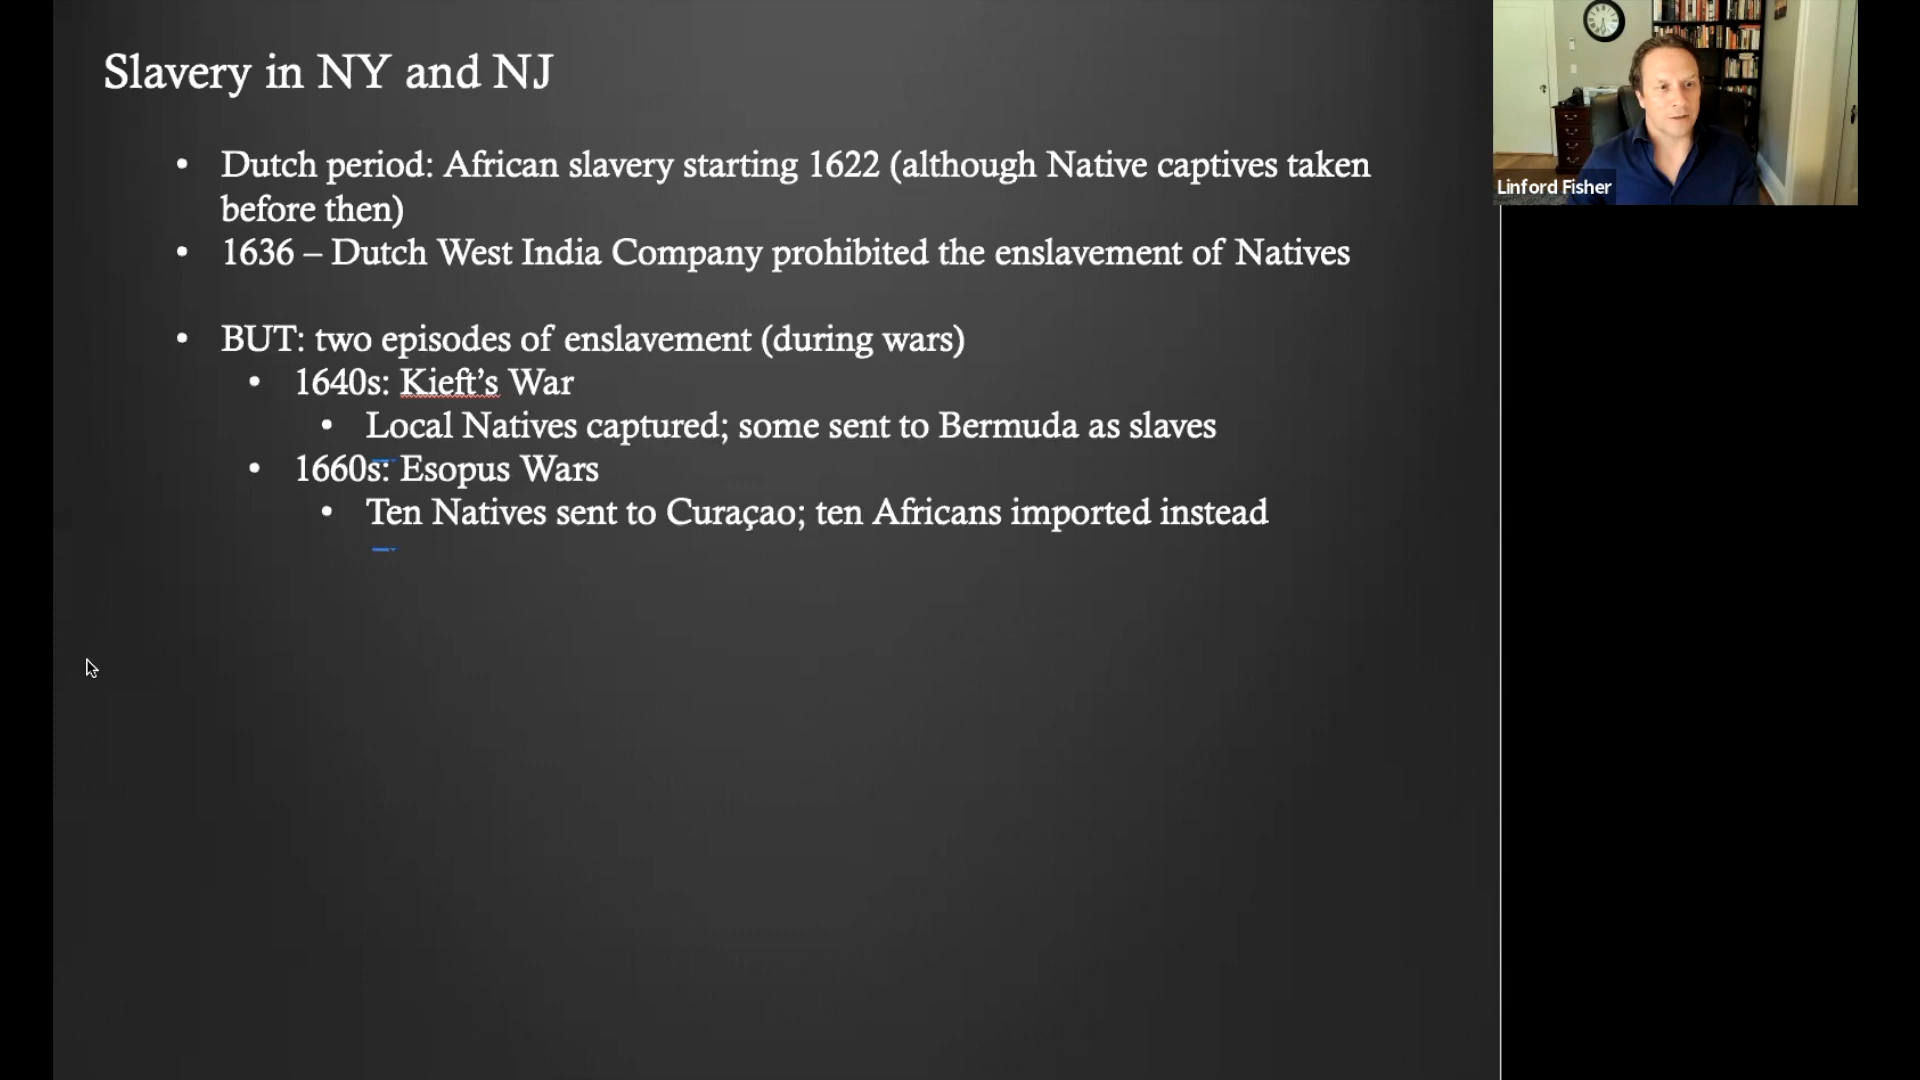 Slavery in NY and NJ
• Dutch period: African slavery starting 1622 (although Native captives taken
before then)
• 1636 – Dutch West India Company prohibited the enslavement of Natives
• BUT: two episodes of enslavement (during wars)
• 1640s: Kieft’s War
• Local Natives captured; some sent to Bermuda as slaves
• 1660s: Esopus Wars
• Ten Natives sent to Curaçao; ten Africans imported instead
Linford Fisher